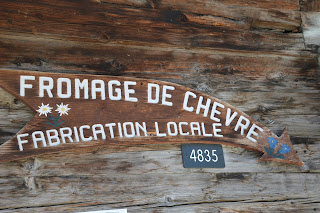 FROMAGE DE CHEVRE
FABRICATION LOCALE
4835